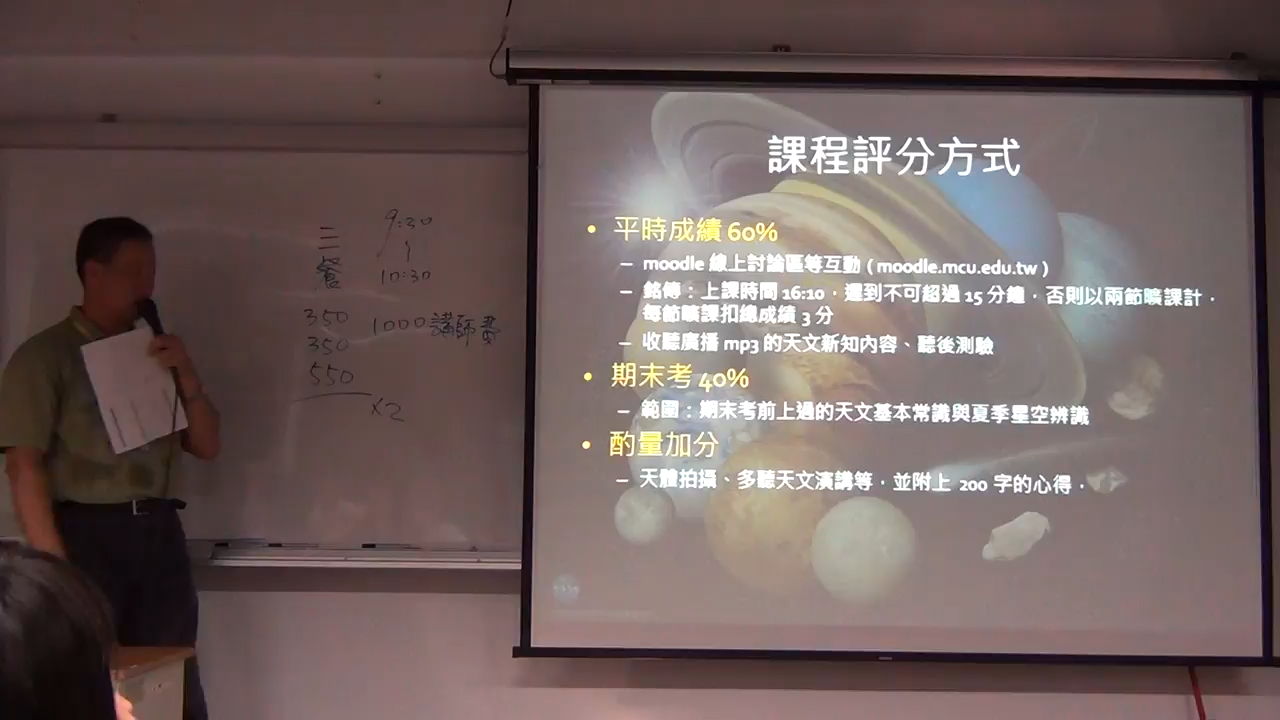 三餐
9:30
|
10:30
350
350
550
1000講師費
x2
課程評分方式
• 平時成績 60%
– moodle 線上討論區等互動 ( moodle.mcu.edu.tw )
– 銘傳：上課時間 16:10，遲到不可超過 15 分鐘，否則以兩節曠課計，
每節曠課扣總成績 3 分
– 收聽廣播 mp3 的天文新知內容、聽後測驗
• 期末考 40%
– 範圍：期末考前上過的天文基本常識與夏季星空辨識
• 酌量加分
– 天體拍攝、多聽天文演講等，並附上 200 字的心得，